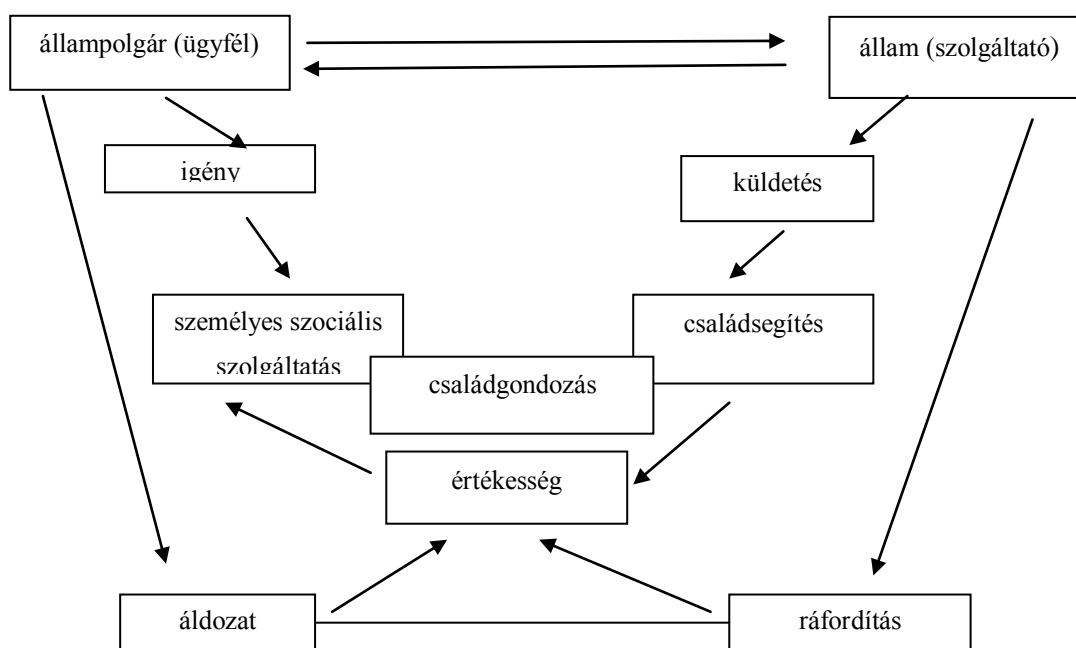 állampolgár (ügyfél)
állam (szolgáltató)
igény
küldetés
személyes szociális
szolgáltatás
családsegítés
családgondozás
értékesség
áldozat
ráfordítás